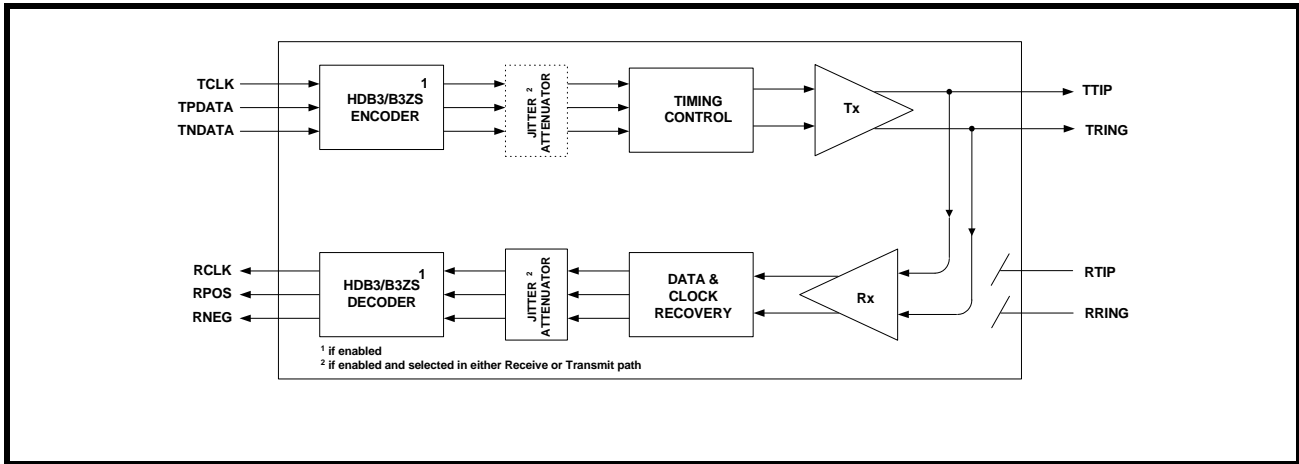 TCLK
TPDATA
TNDATA
HDB3/B3ZS 1
ENCODER
JITTER 2
ATTENUATOR
TIMING
CONTROL
Tx
TTIP
TRING
RCLK
RPOS
RNEG
HDB3/B3ZS 1
DECODER
JITTER 2
ATTENUATOR
DATA &
CLOCK
RECOVERY
Rx
RTIP
RRING
1 if enabled
2 if enabled and selected in either Receive or Transmit path